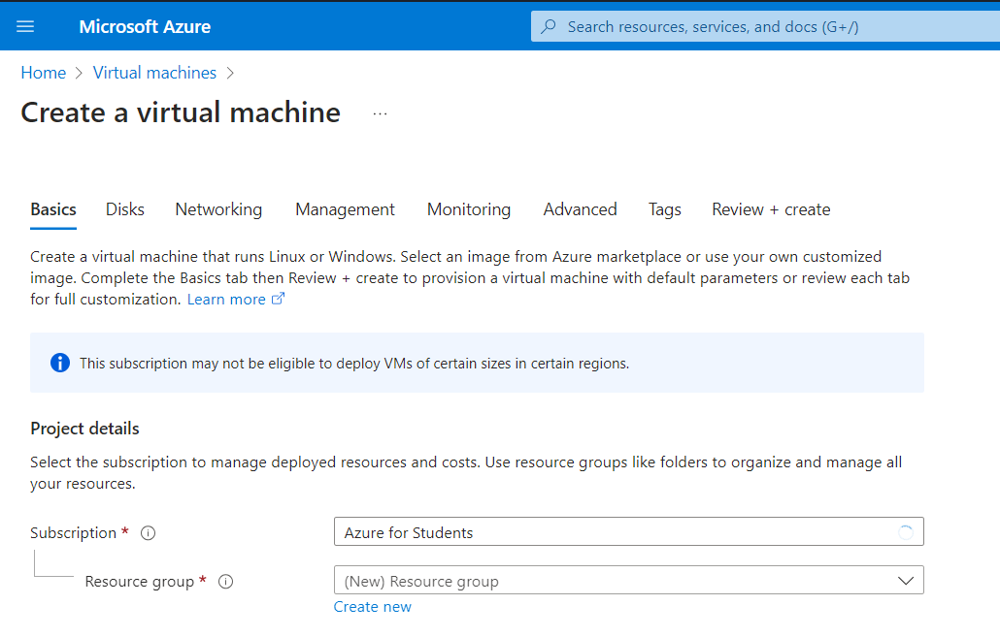 Microsoft Azure
Search resources, services, and docs (G+/)
Home > Virtual machines >
Create a virtual machine ...
Basics Disks Networking Management Monitoring Advanced Tags Review + create
Create a virtual machine that runs Linux or Windows. Select an image from Azure marketplace or use your own customized
image. Complete the Basics tab then Review + create to provision a virtual machine with default parameters or review each tab
for full customization. Learn more
This subscription may not be eligible to deploy VMs of certain sizes in certain regions.
Project details
Select the subscription to manage deployed resources and costs. Use resource groups like folders to organize and manage all
your resources.
Subscription *
Azure for Students
Resource group *
(New) Resource group
Create new